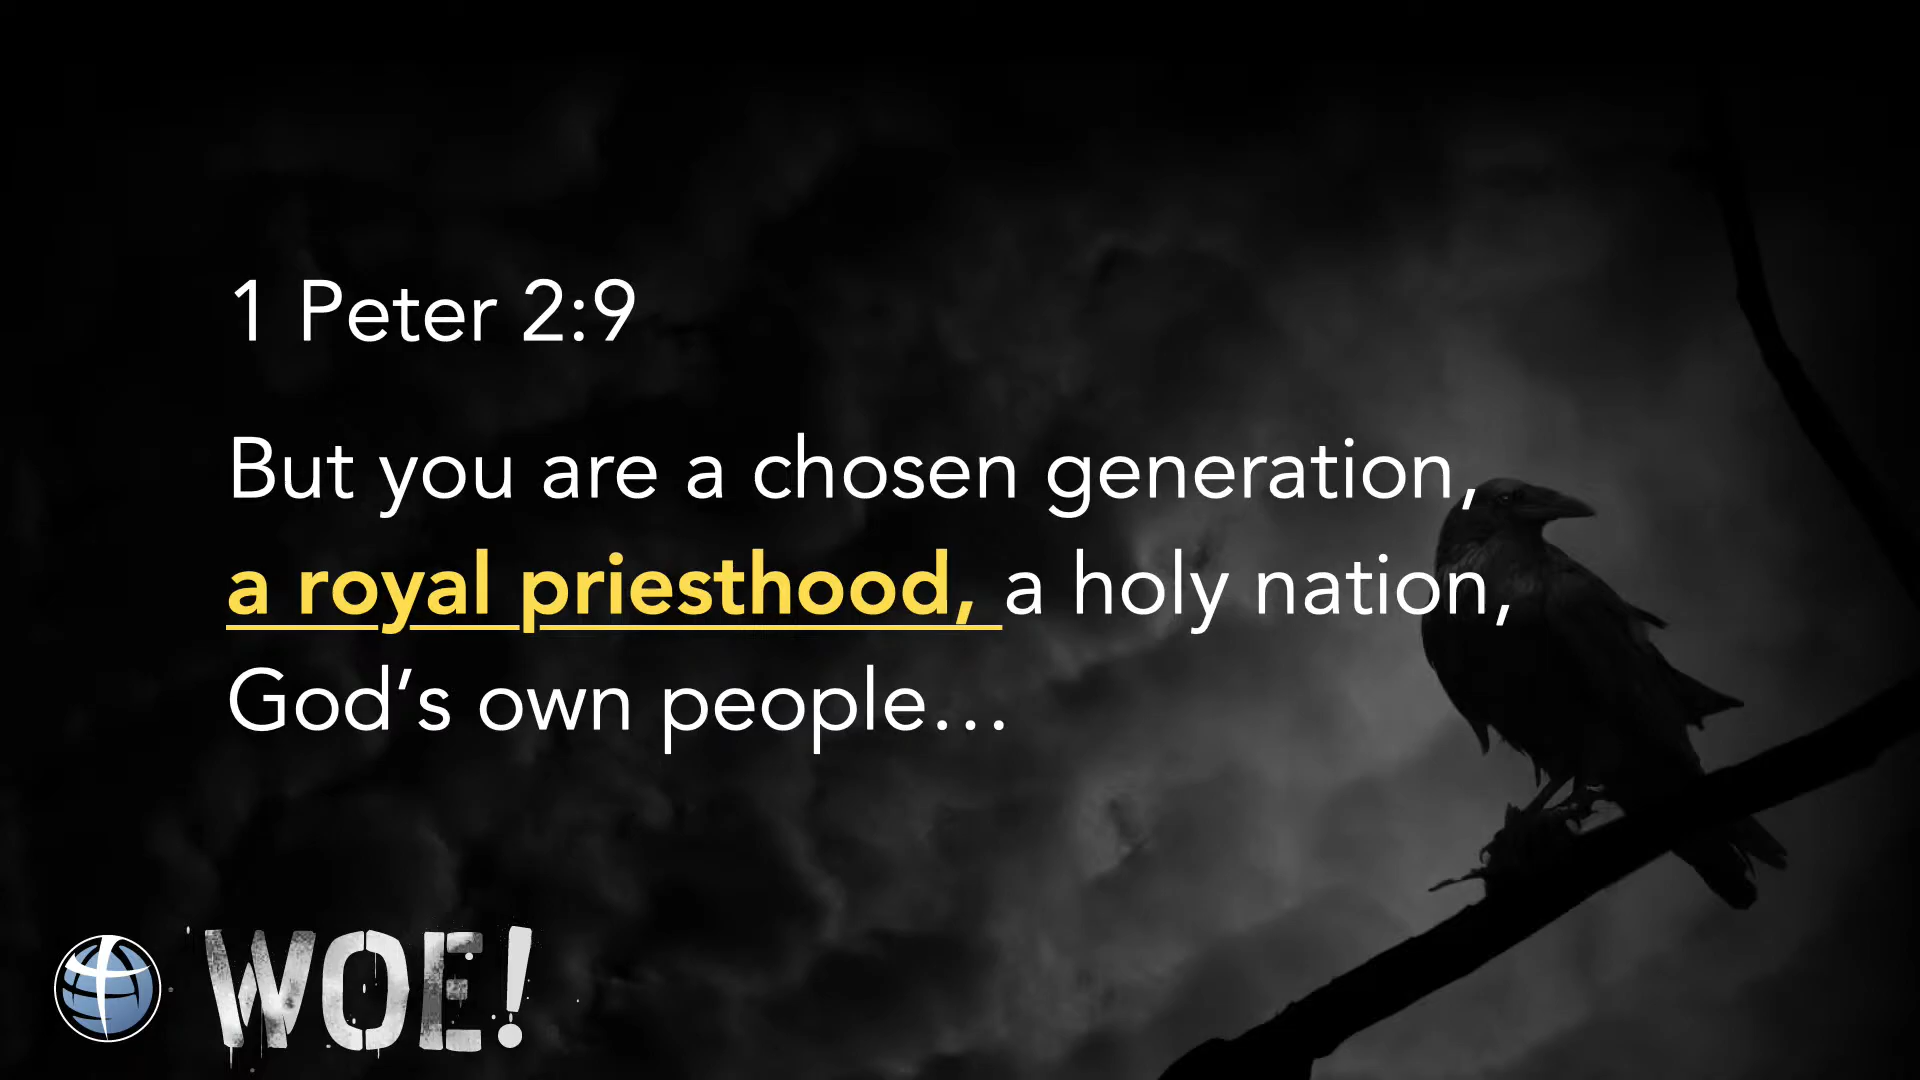 1 Peter 2:9
But you are a chosen generation,
a royal priesthood, a holy nation,
God’s own people…
WOE!